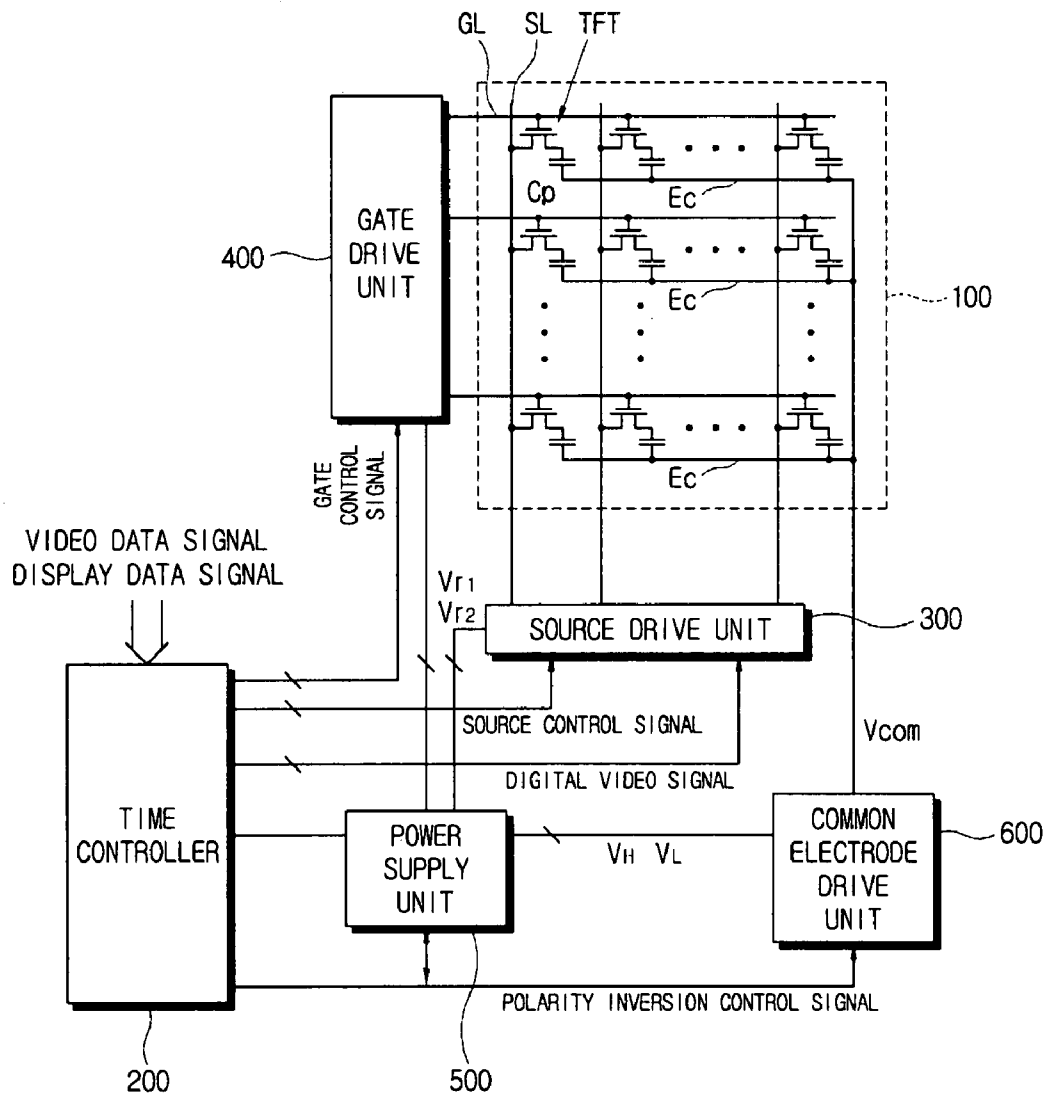 GL SL TFT
Cp
Ec
GATE
DRIVE
UNIT
400
Ec
100
Ec
GATE
CONTROL
SIGNAL
VIDEO DATA SIGNAL
DISPLAY DATA SIGNAL
Vr1
Vr2
SOURCE DRIVE UNIT
300
SOURCE CONTROL SIGNAL
Vcom
DIGITAL VIDEO SIGNAL
TIME
CONTROLLER
POWER
SUPPLY
UNIT
VH VL
COMMON
ELECTRODE
DRIVE
UNIT
600
POLARITY INVERSION CONTROL SIGNAL
200
500